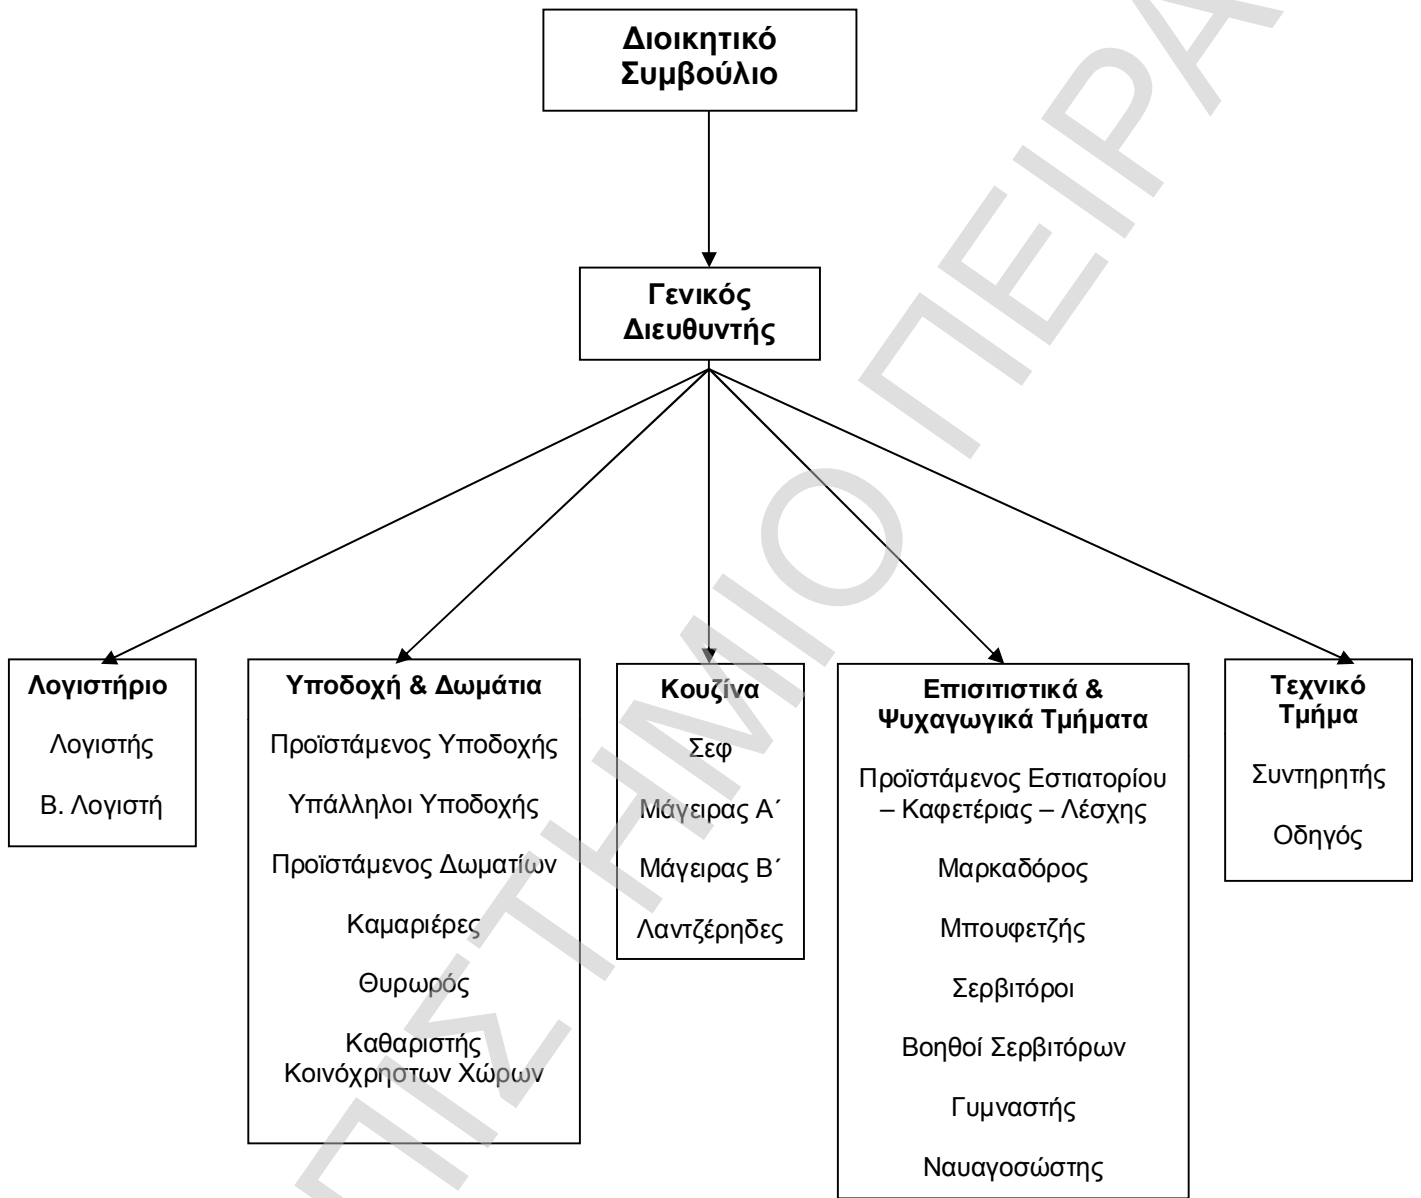 Διοικητικό
Συμβούλιο
Γενικός
Διευθυντής
Λογιστήριο
Λογιστής
Β. Λογιστή
Υποδοχή & Δωμάτια
Προϊστάμενος Υποδοχής
Υπάλληλοι Υποδοχής
Προϊστάμενος Δωματίων
Καμαριέρες
Θυρωρός
Καθαριστής
Κοινόχρηστων Χώρων
Κουζίνα
Σεφ
Μάγειρας Α΄
Μάγειρας Β΄
Λαντζέρηδες
Επισιτιστικά &
Ψυχαγωγικά Τμήματα
Προϊστάμενος Εστιατορίου
– Καφετέριας – Λέσχης
Μαρκαδόρος
Μπουφετζής
Σερβιτόροι
Βοηθοί Σερβιτόρων
Γυμναστής
Ναυαγοσώστης
Τεχνικό
Τμήμα
Συντηρητής
Οδηγός
ΠΙΣΤΗΜΙΟ ΠΕΙΡΑ